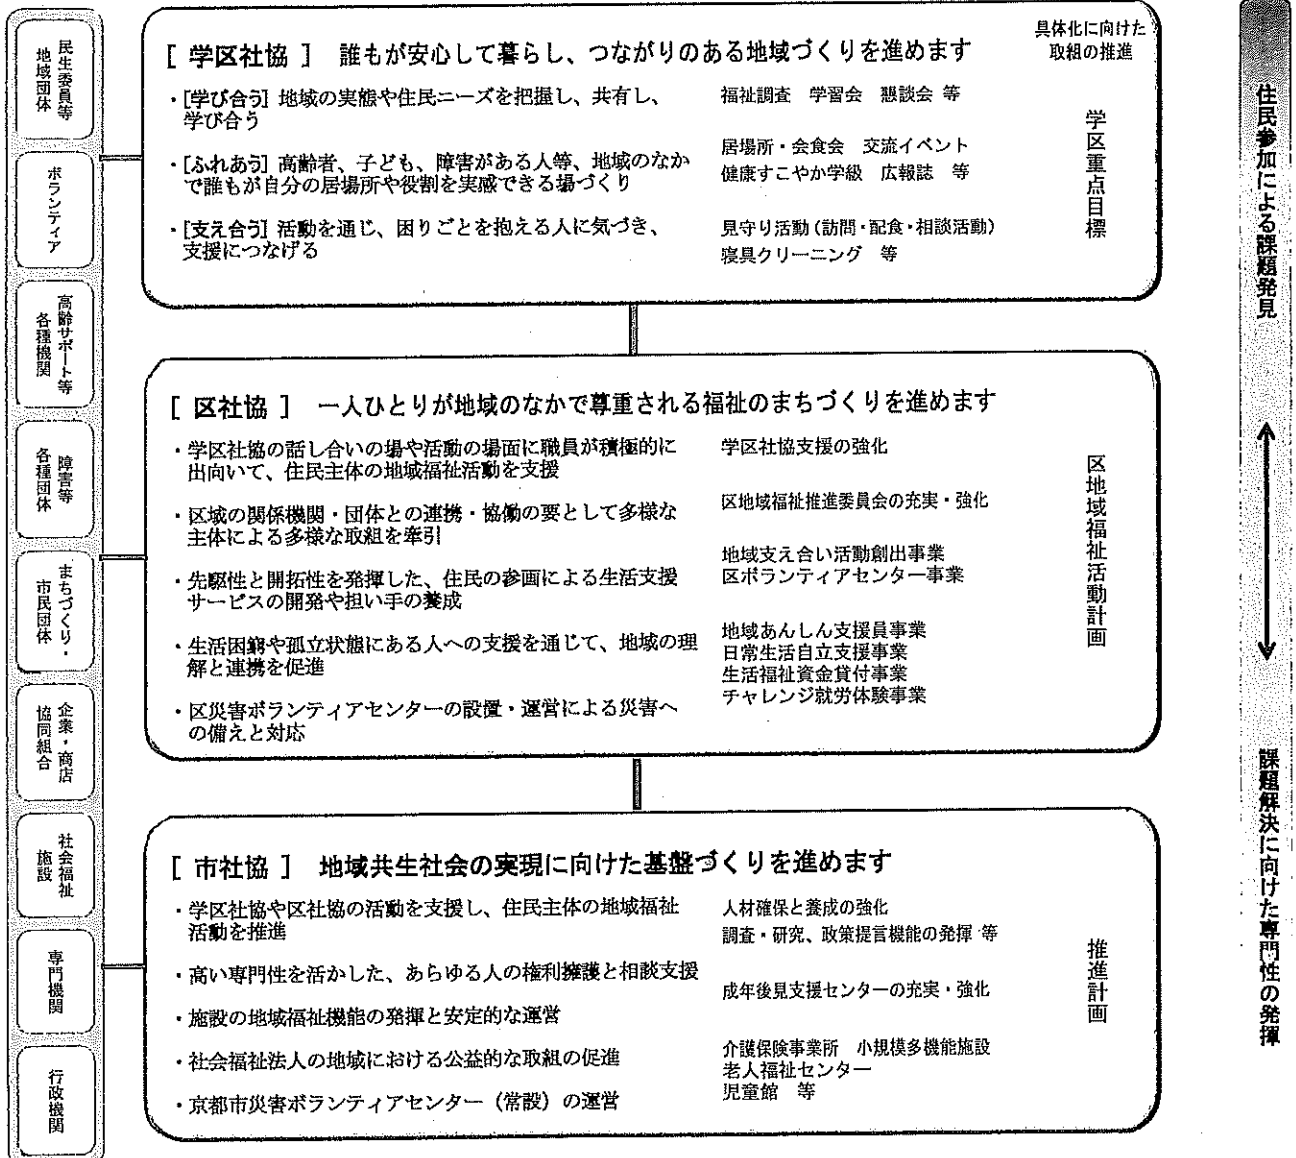 民生委員等
地域団体
ボランティア
高齢サポート等
各種機関
障害等
各種団体
まちづくり・
市民団体
企業・商店
協同組合
社会福祉
施設
専門機関
行政機関
[ 学区社協 ] 誰もが安心して暮らし、つながりのある地域づくりを進めます
具体化に向けた
取組の推進
・[学び合う] 地域の実態や住民ニーズを把握し、共有し、
学び合う
福祉調査 学習会 懇談会 等
・[ふれあう] 高齢者、子ども、障害がある人等、地域のなか
で誰もが自分の居場所や役割を実感できる場づくり
居場所・会食会 交流イベント
健康すこやか学級 広報誌 等
・[支え合う] 活動を通じ、困りごとを抱える人に気づき、
支援につなげる
見守り活動（訪問・配食・相談活動）
寝具クリーニング 等
学区重点目標
[ 区社協 ] 一人ひとりが地域のなかで尊重される福祉のまちづくりを進めます
・学区社協の話し合いの場や活動の場面に職員が積極的に
出向いて、住民主体の地域福祉活動を支援
学区社協支援の強化
・区域の関係機関・団体との連携・協働の要として多様な
主体による多様な取組を牽引
区地域福祉推進委員会の充実・強化
・先駆性と開拓性を発揮した、住民の参画による生活支援
サービスの開発や担い手の養成
地域支え合い活動創出事業
区ボランティアセンター事業
・生活困窮や孤立状態にある人への支援を通じて、地域の理
解と連携を促進
地域あんしん支援員事業
日常生活自立支援事業
生活福祉資金貸付事業
チャレンジ就労体験事業
・区災害ボランティアセンターの設置・運営による災害へ
の備えと対応
区地域福祉活動計画
[ 市社協 ] 地域共生社会の実現に向けた基盤づくりを進めます
・学区社協や区社協の活動を支援し、住民主体の地域福祉
活動を推進
人材確保と養成の強化
調査・研究、政策提言機能の発揮 等
・高い専門性を活かした、あらゆる人の権利擁護と相談支援
成年後見支援センターの充実・強化
・施設の地域福祉機能の発揮と安定的な運営
・社会福祉法人の地域における公益的な取組の促進
介護保険事業所 小規模多機能施設
老人福祉センター
児童館 等
・京都市災害ボランティアセンター（常設）の運営
推進計画
住民参加による課題発見
課題解決に向けた専門性の発揮